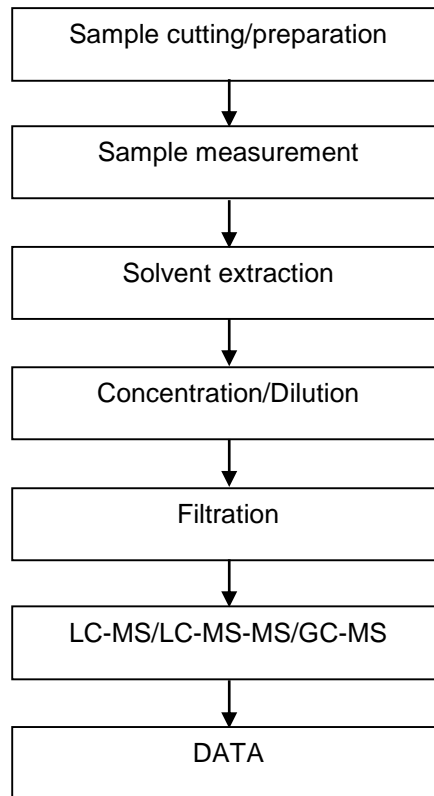 Sample cutting/preparation
Sample measurement
Solvent extraction
Concentration/Dilution
Filtration
LC-MS/LC-MS-MS/GC-MS
DATA